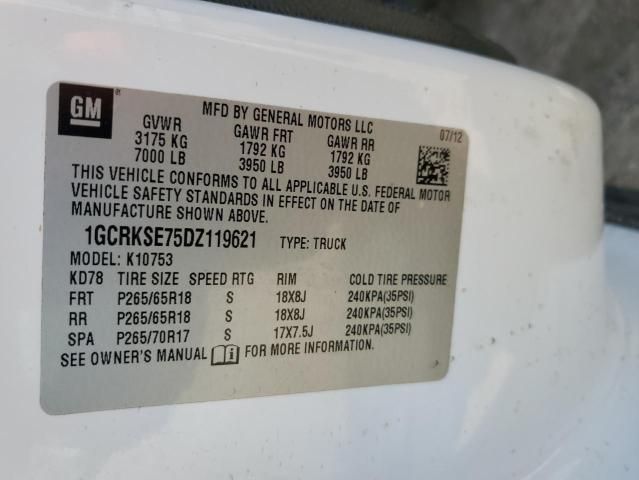 GM
MFD BY GENERAL MOTORS LLC 07/12
GVWR GAWR FRT GAWR RR
3175 KG 1792 KG 1792 KG
7000 LB 3950 LB 3950 LB
THIS VEHICLE CONFORMS TO ALL APPLICABLE U.S. FEDERAL MOTOR
VEHICLE SAFETY STANDARDS IN EFFECT ON THE DATE OF
MANUFACTURE SHOWN ABOVE.
1GCRKSE75DZ119621 TYPE: TRUCK
MODEL: K10753
KD78 TIRE SIZE SPEED RTG RIM COLD TIRE PRESSURE
FRT P265/65R18 S 18X8J 240KPA(35PSI)
RR P265/65R18 S 18X8J 240KPA(35PSI)
SPA P265/70R17 S 17X7.5J 240KPA(35PSI)
SEE OWNER'S MANUAL FOR MORE INFORMATION.